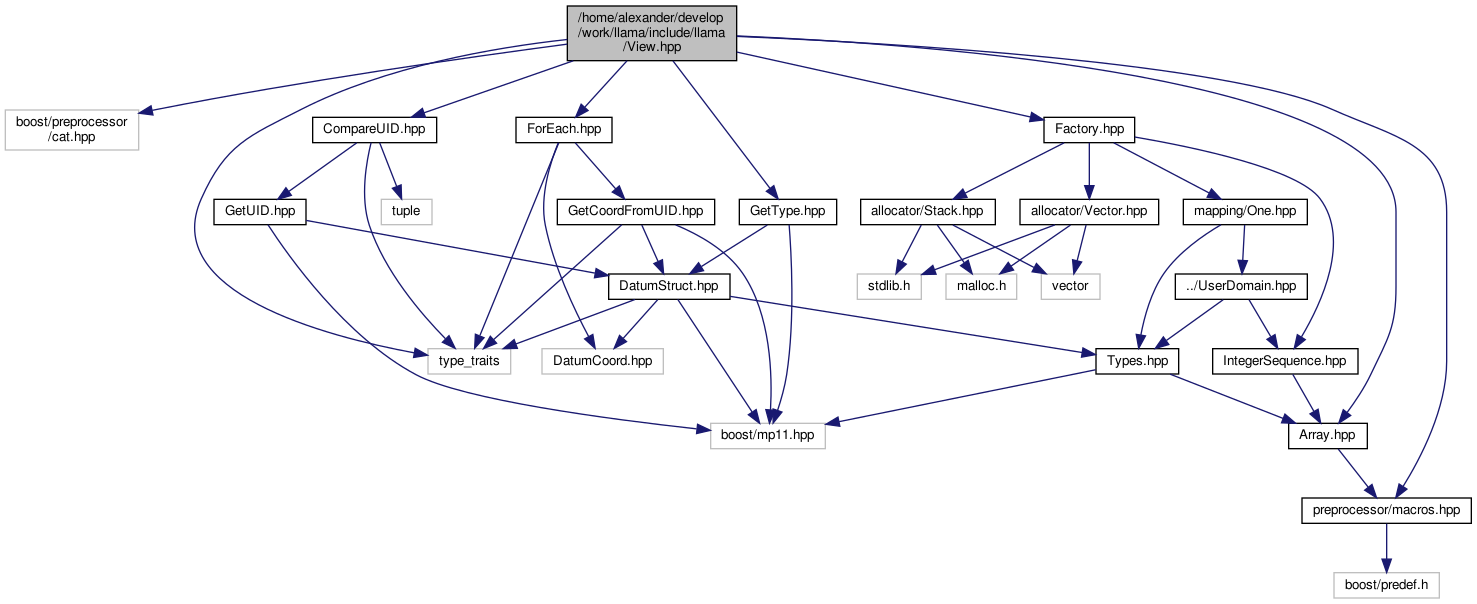 /home/alexander/develop
/work/llama/include/llama
/View.hpp
boost/preprocessor
/cat.hpp
CompareUID.hpp
ForEach.hpp
Factory.hpp
GetUID.hpp
tuple
GetCoordFromUID.hpp
GetType.hpp
allocator/Stack.hpp
allocator/Vector.hpp
mapping/One.hpp
DatumStruct.hpp
stdlib.h
malloc.h
vector
../UserDomain.hpp
type_traits
DatumCoord.hpp
Types.hpp
IntegerSequence.hpp
boost/mp11.hpp
Array.hpp
preprocessor/macros.hpp
boost/predef.h